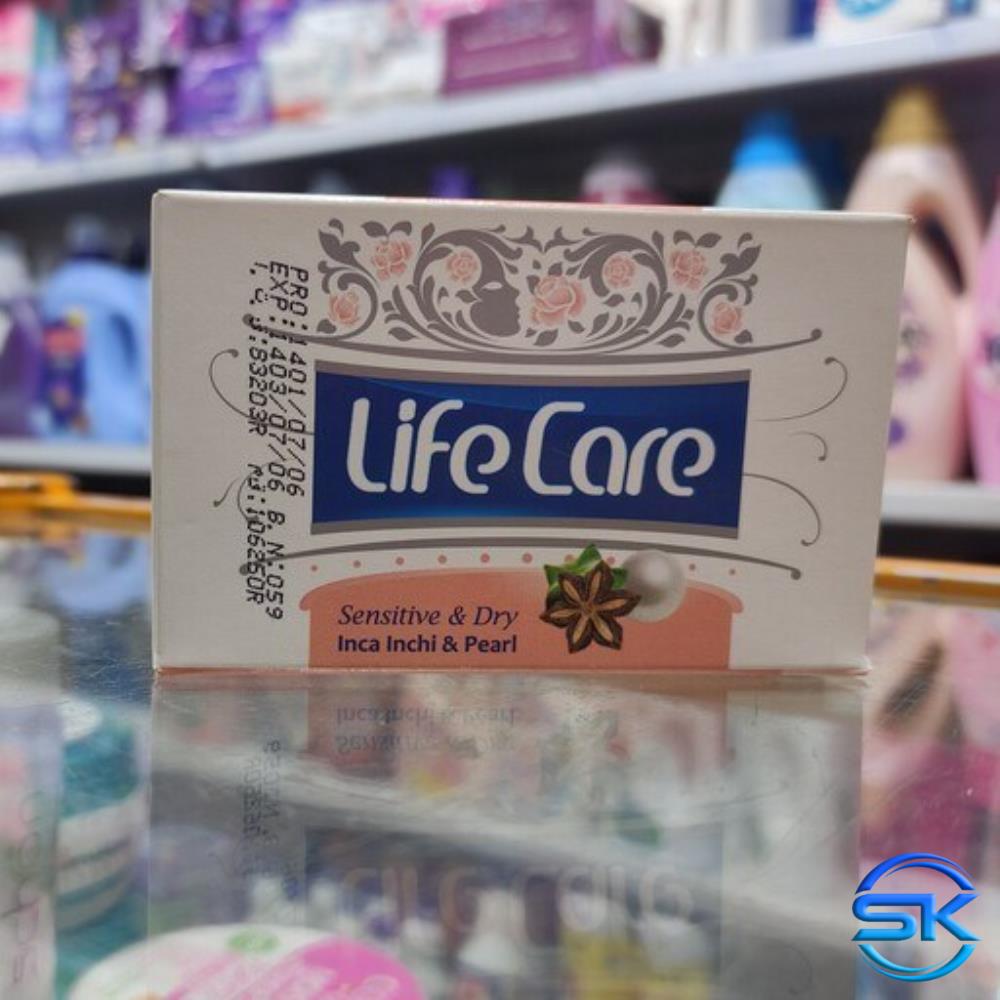 PRO:1401/07/06 B.N:059
EXP:1403/07/06
Life Care
Sensitive & Dry
Inca Inchi & Pearl
SK